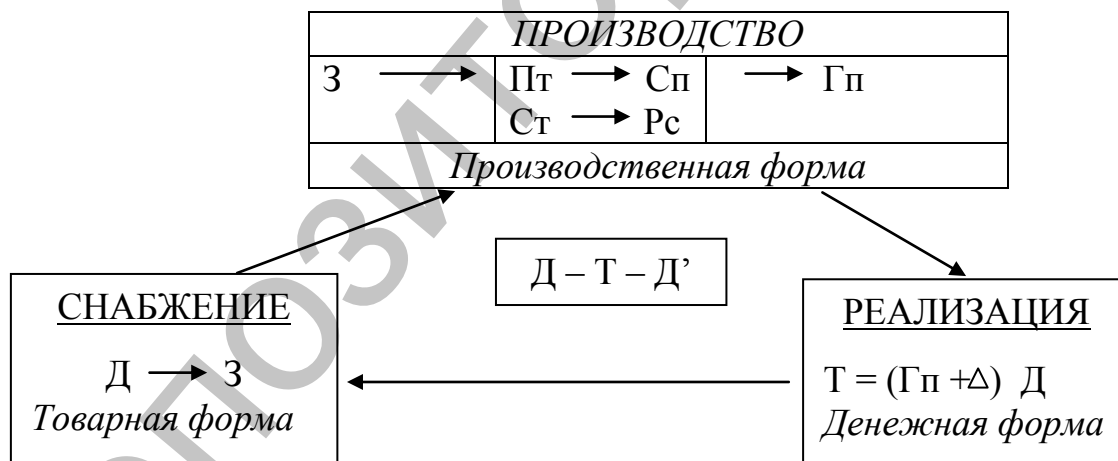 ПРОИЗВОДСТВО
З ⟶ Пт ⟶ Сп ⟶ Гп
Ст ⟶ Рс
Производственная форма
Д – Т – Д’
СНАБЖЕНИЕ
Д ⟶ З
Товарная форма
РЕАЛИЗАЦИЯ
Т = (Гп +Δ) Д
Денежная форма